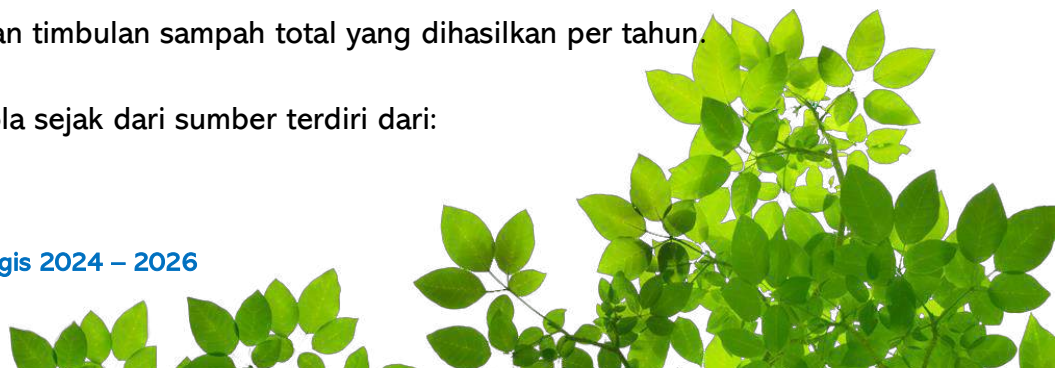 an timbulan sampah total yang dihasilkan per tahun.
la sejak dari sumber terdiri dari:
gis 2024 – 2026